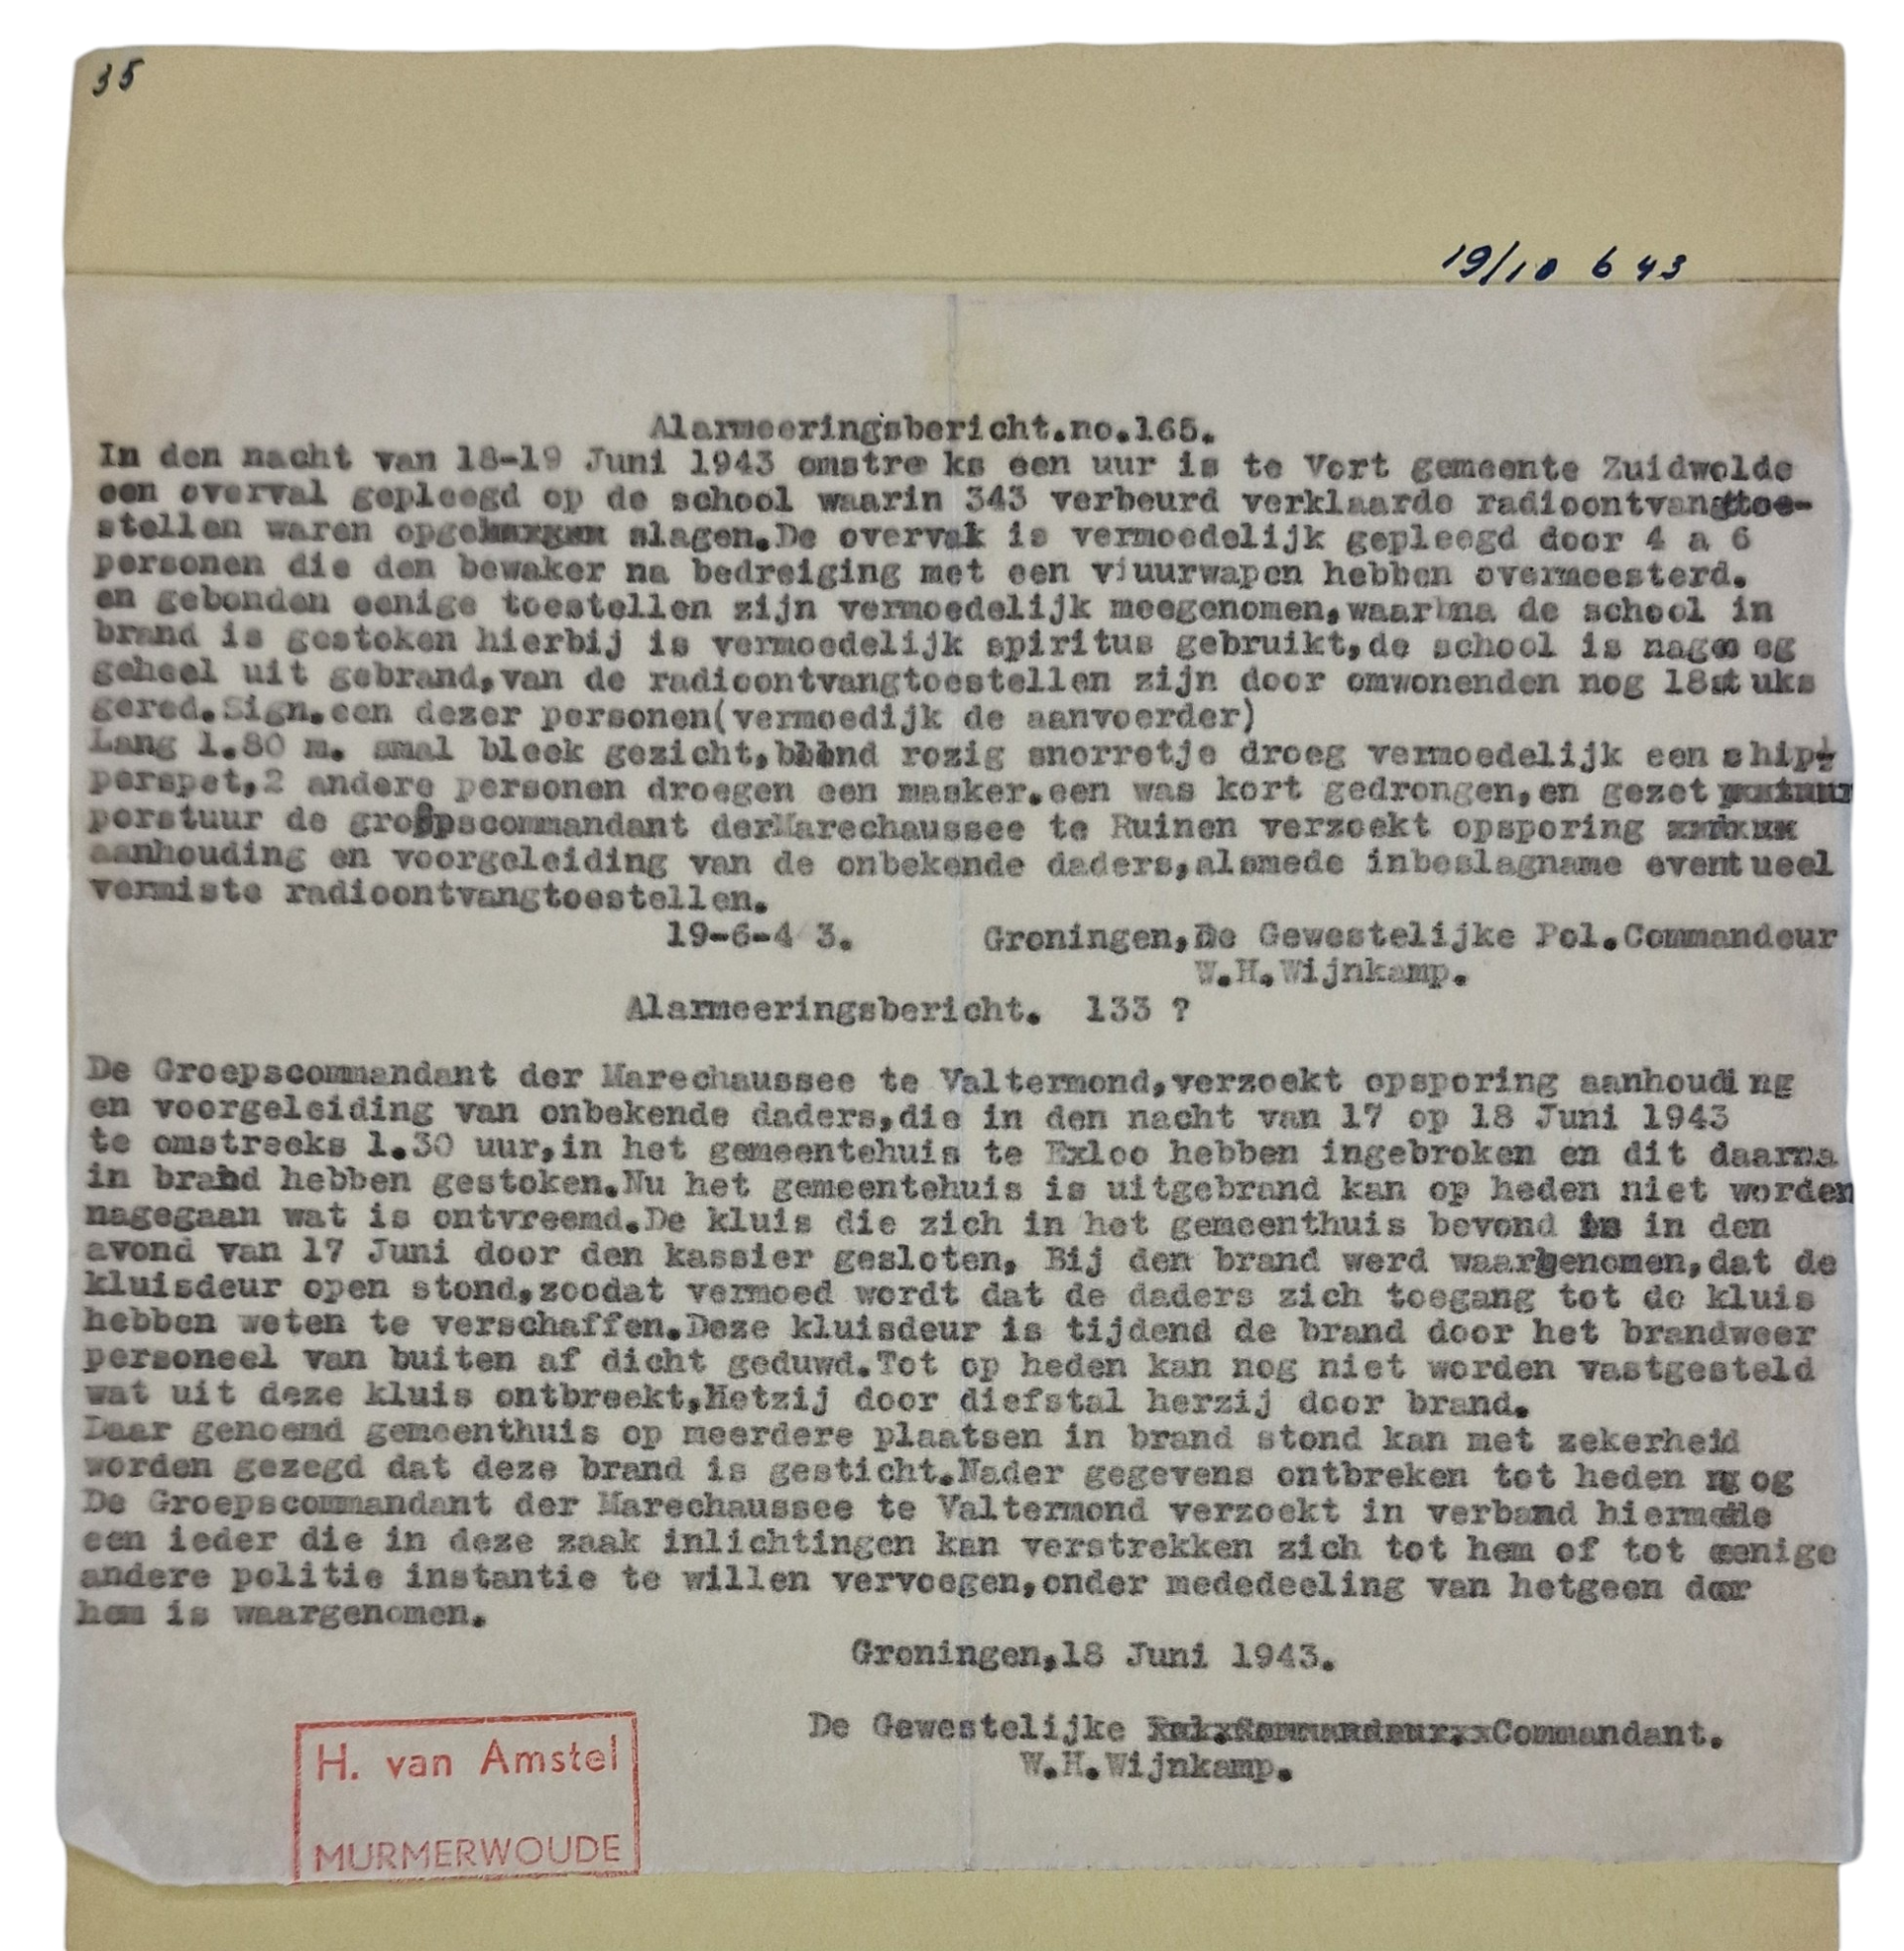 35
19/10 6 43
Alarmeeringsbericht.no.165.
In den nacht van 18-19 Juni 1943 omstre ks een uur is te Vort gemeente Zuidwolde
een overval gepleegd op de school waarin 343 verbeurd verklaarde radioontvangtoe-
stellen waren opge slagen.De overvak is vermoedelijk gepleegd door 4 a 6
personen die den bewaker na bedreiging met een vjuurwapen hebben overmeesterd.
en gebonden eenige toestellen zijn vermoedelijk meegenomen,waarna de school in
brand is gestoken hierbij is vermoedelijk spiritus gebruikt,de school is nageo eg
geheel uit gebrand,van de radioontvangtoestellen zijn door omwonenden nog 18stuks
gered.Sign.een dezer personen(vermoedijk de aanvoerder)
Lang 1.80 m. smal bleek gezicht,blond rozig snorretje droeg vermoedelijk een schip-
perspet,2 andere personen droegen een masker.een was kort gedrongen,en gezet
perstuur de groepscommandant derMarechaussee te Ruinen verzoekt opsporing
aanhouding en voorgeleiding van de onbekende daders,alsmede inbeslagname eventueel
vermiste radioontvangtoestellen.
19-6-4 3. Groningen,De Gewestelijke Pol.Commandeur
W.H.Wijnkamp.
Alarmeeringsbericht. 133 ?
De Groepscommandant der Marechaussee te Valtermond,verzoekt opsporing aanhouding
en voorgeleiding van onbekende daders,die in den nacht van 17 op 18 Juni 1943
te omstreeks 1.30 uur,in het gemeentehuis te Exloo hebben ingebroken en dit daarna
in brand hebben gestoken.Nu het gemeentehuis is uitgebrand kan op heden niet worden
nagegaan wat is ontvreemd.De kluis die zich in het gemeenthuis bevond is in den
avond van 17 Juni door den kassier gesloten, Bij den brand werd waargenomen,dat de
kluisdeur open stond,zoodat vermoed wordt dat de daders zich toegang tot de kluis
hebben weten te verschaffen.Deze kluisdeur is tijdend de brand door het brandweer
personeel van buiten af dicht geduwd.Tot op heden kan nog niet worden vastgesteld
wat uit deze kluis ontbreekt,Hetzij door diefstal herzij door brand.
Daar genoemd gemeenthuis op meerdere plaatsen in brand stond kan met zekerheid
worden gezegd dat deze brand is gesticht.Nader gegevens ontbreken tot heden nog
De Groepscommandant der Marechaussee te Valtermond verzoekt in verband hiermede
een ieder die in deze zaak inlichtingen kan verstrekken zich tot hem of tot eenige
andere politie instantie te willen vervoegen,onder mededeeling van hetgeen door
hem is waargenomen.
Groningen,18 Juni 1943.
De Gewestelijke Commandant.
W.H.Wijnkamp.
H. van Amstel
MURMERWOUDE